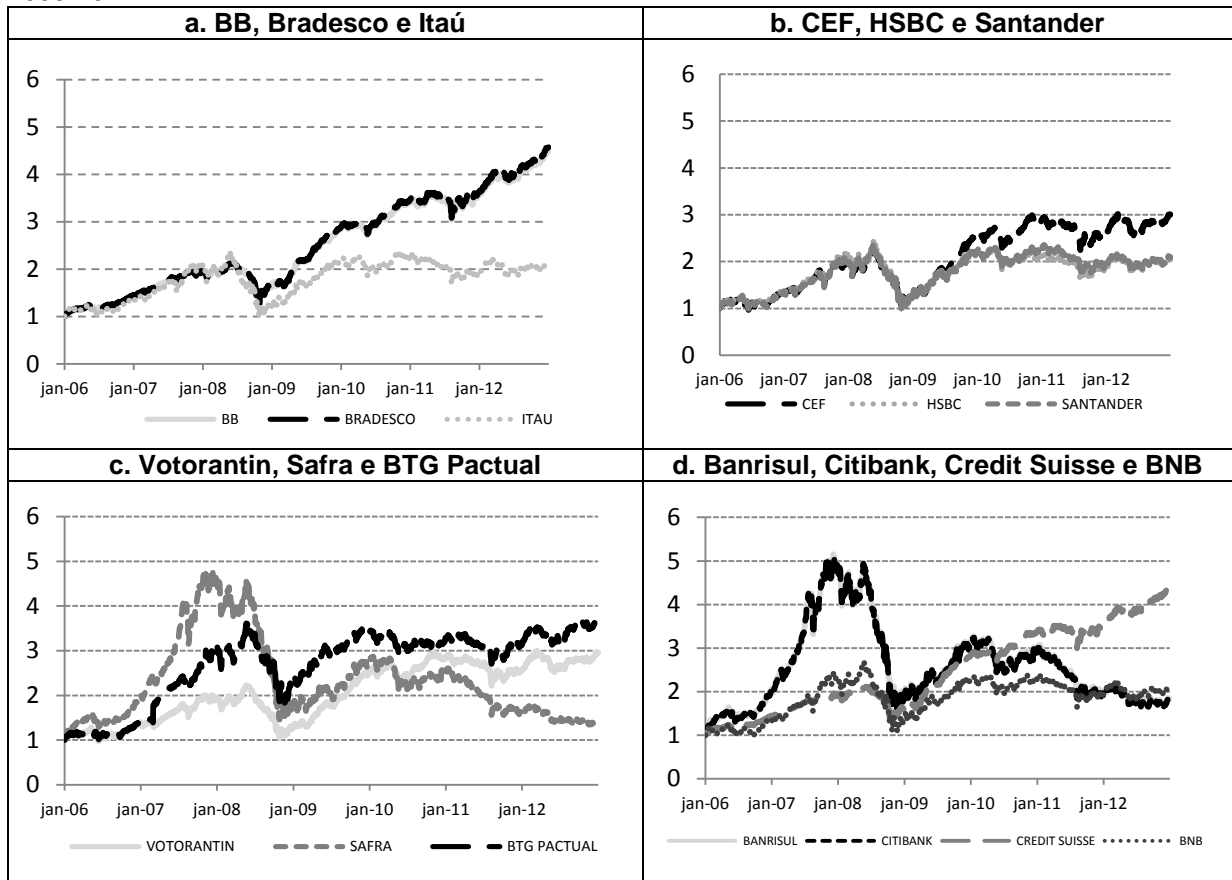 a. BB, Bradesco e Itaú
6
5
4
3
2
1
0
jan-06 jan-07 jan-08 jan-09 jan-10 jan-11 jan-12
BB BRADESCO ITAU
b. CEF, HSBC e Santander
6
5
4
3
2
1
0
jan-06 jan-07 jan-08 jan-09 jan-10 jan-11 jan-12
CEF HSBC SANTANDER
c. Votorantin, Safra e BTG Pactual
6
5
4
3
2
1
0
jan-06 jan-07 jan-08 jan-09 jan-10 jan-11 jan-12
VOTORANTIN SAFRA BTG PACTUAL
d. Banrisul, Citibank, Credit Suisse e BNB
6
5
4
3
2
1
0
jan-06 jan-07 jan-08 jan-09 jan-10 jan-11 jan-12
BANRISUL CITIBANK CREDIT SUISSE BNB